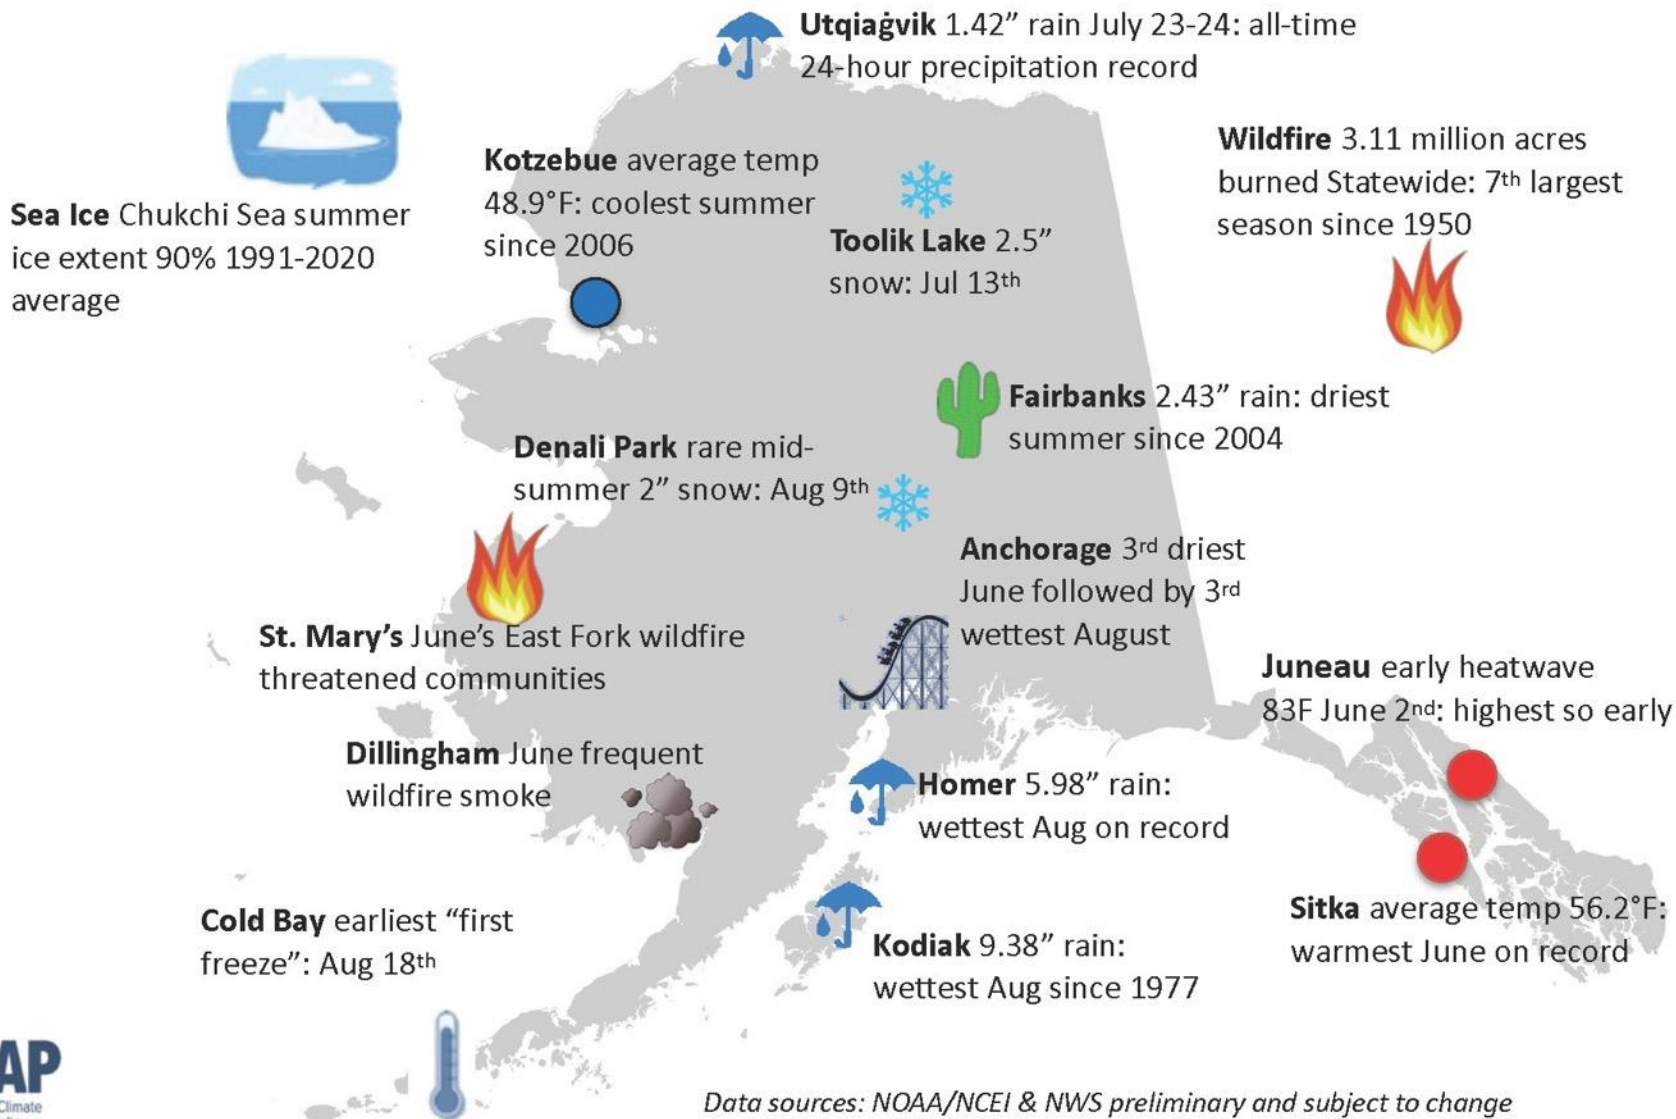 Utqiaġvik 1.42” rain July 23-24: all-time
24-hour precipitation record
Wildfire 3.11 million acres
burned Statewide: 7th largest
season since 1950
Kotzebue average temp
48.9°F: coolest summer
since 2006
Sea Ice Chukchi Sea summer
ice extent 90% 1991-2020
average
Toolik Lake 2.5”
snow: Jul 13th
Fairbanks 2.43” rain: driest
summer since 2004
Denali Park rare mid-
summer 2” snow: Aug 9th
Anchorage 3rd driest
June followed by 3rd
wettest August
St. Mary’s June’s East Fork wildfire
threatened communities
Juneau early heatwave
83F June 2nd: highest so early
Dillingham June frequent
wildfire smoke
Homer 5.98” rain:
wettest Aug on record
Sitka average temp 56.2°F:
warmest June on record
Cold Bay earliest “first
freeze”: Aug 18th
Kodiak 9.38” rain:
wettest Aug since 1977
AP
Climate
Data sources: NOAA/NCEI & NWS preliminary and subject to change